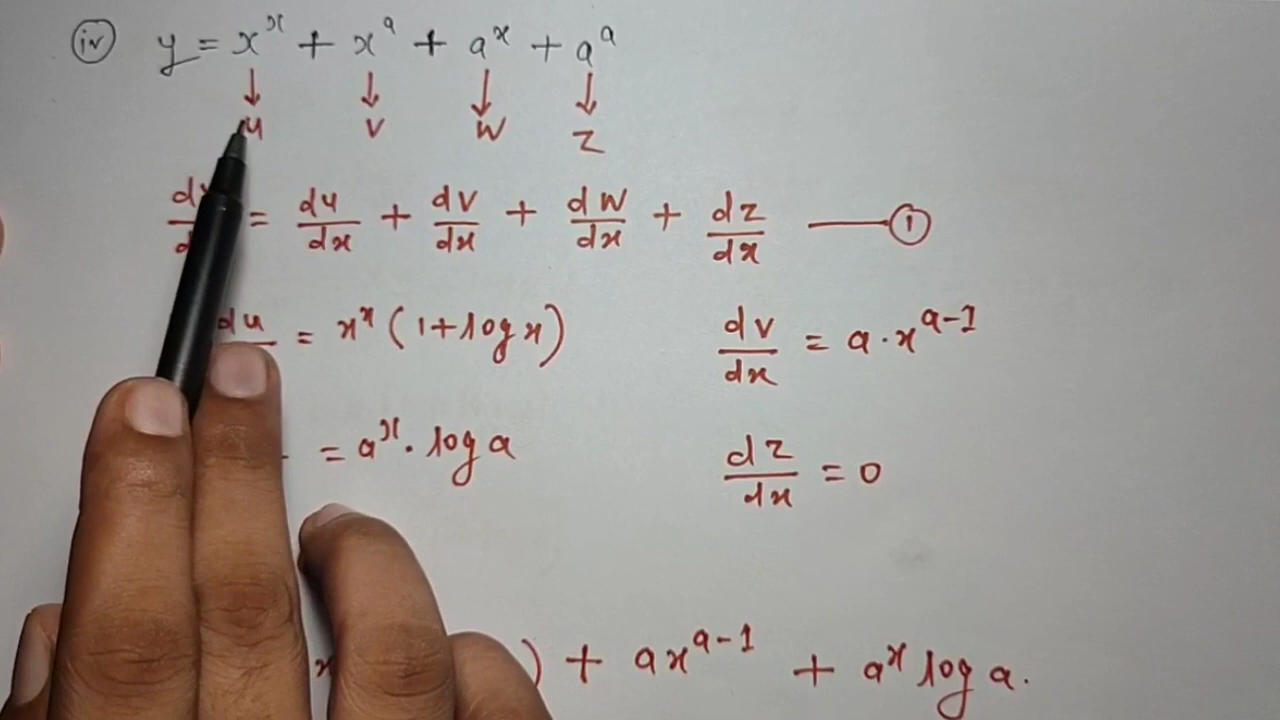 (iv) y = x^x + x^a + a^x + a^a
↓ ↓ ↓ ↓
u v w z
= du/dx + dv/dx + dw/dx + dz/dx —— (1)
du = x^x (1 + log x) dv/dx = a · x^(a-1)
= a^x · log a dz/dx = 0
) + ax^(a-1) + a^x log a.